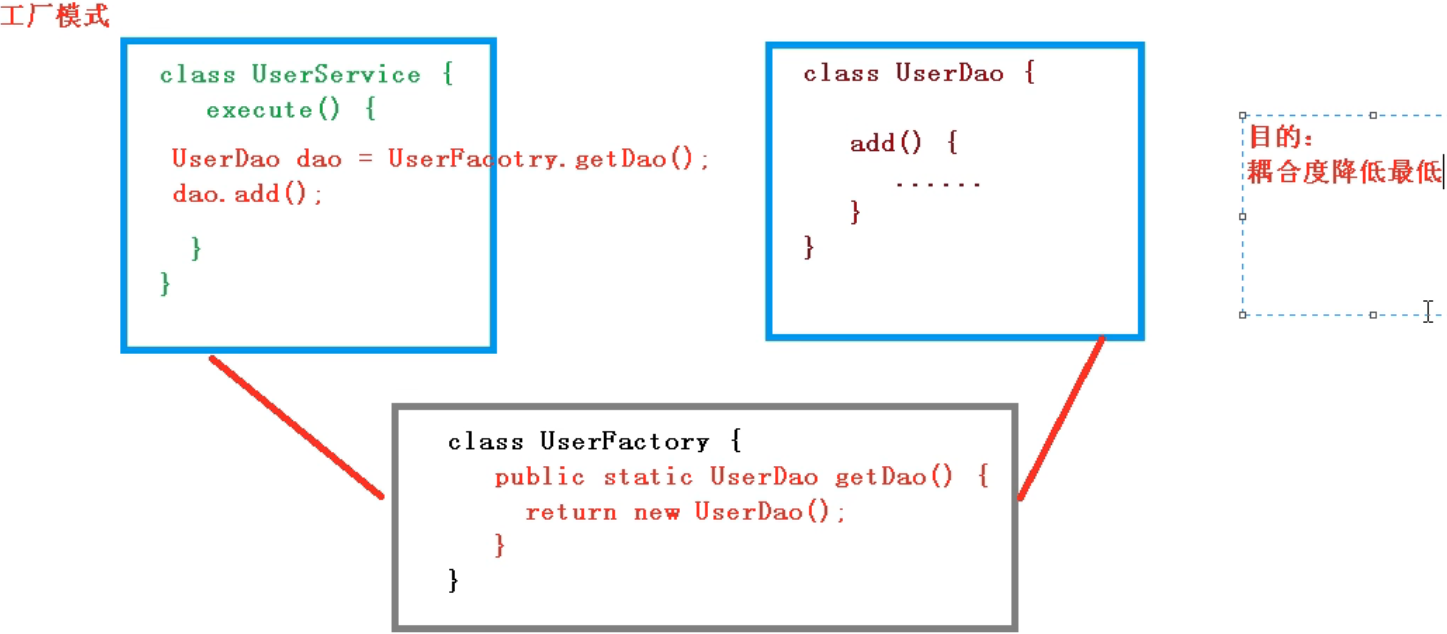 工厂模式
class UserService {
execute() {
UserDao dao = UserFacotry.getDao();
dao.add();
}
}
class UserDao {
add() {
......
}
}
目的:
耦合度降低最低
class UserFactory {
public static UserDao getDao() {
return new UserDao();
}
}